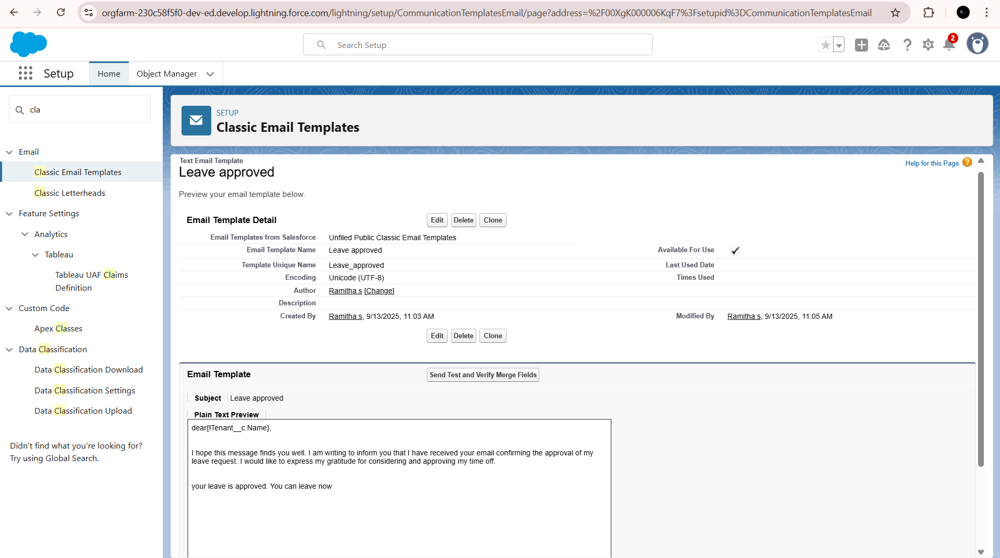 orgfarm-230c58f5f0-dev-ed.develop.lightning.force.com/lightning/setup/CommunicationTemplatesEmail/page?address=%2F00XgK000006KqF7%3Fsetupid%3DCommunicationTemplatesEmail
Search Setup
2
Setup
Home
Object Manager
cla
Email
Classic Email Templates
Classic Letterheads
Feature Settings
Analytics
Tableau
Tableau UAF Claims
Definition
Custom Code
Apex Classes
Data Classification
Data Classification Download
Data Classification Settings
Data Classification Upload
Didn't find what you're looking for?
Try using Global Search.
SETUP
Classic Email Templates
Text Email Template
Leave approved
Help for this Page ?
Preview your email template below.
Email Template Detail
Edit Delete Clone
Email Templates from Salesforce Unfiled Public Classic Email Templates
Email Template Name Leave approved Available For Use
Template Unique Name Leave_approved Last Used Date
Encoding Unicode (UTF-8) Times Used
Author Ramitha s [Change]
Description
Created By Ramitha s, 9/13/2025, 11:03 AM Modified By Ramitha s, 9/13/2025, 11:05 AM
Edit Delete Clone
Email Template Send Test and Verify Merge Fields
Subject Leave approved
Plain Text Preview
dear{!Tenant__c.Name},
I hope this message finds you well. I am writing to inform you that I have received your email confirming the approval of my
leave request. I would like to express my gratitude for considering and approving my time off.
your leave is approved. You can leave now